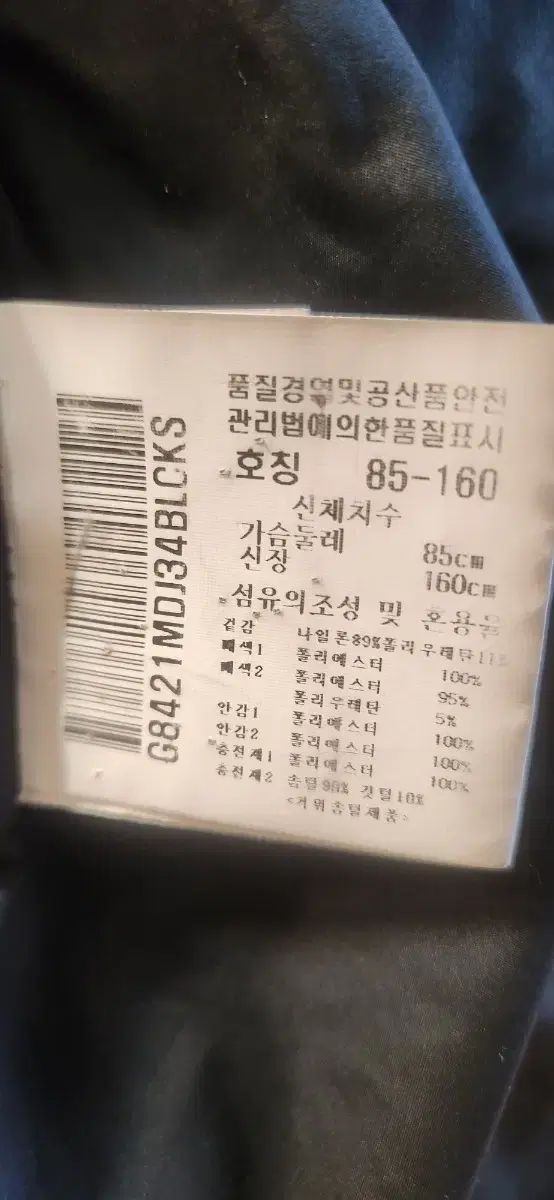 품질경영및공산품안전
관리법에의한품질표시
호칭 85-160
신체치수
가슴둘레 85cm
신장 160cm
섬유의조성 및 혼용율
겉감 나일론89%폴리우레탄11%
배색1 폴리에스터 100%
배색2 폴리에스터 95%
폴리우레탄 5%
안감1 폴리에스터 100%
안감2 폴리에스터 100%
충전재1 폴리에스터 100%
충전재2 솜털90% 깃털10%
<거위솜털제품>
G8421MDJ34BLCKS